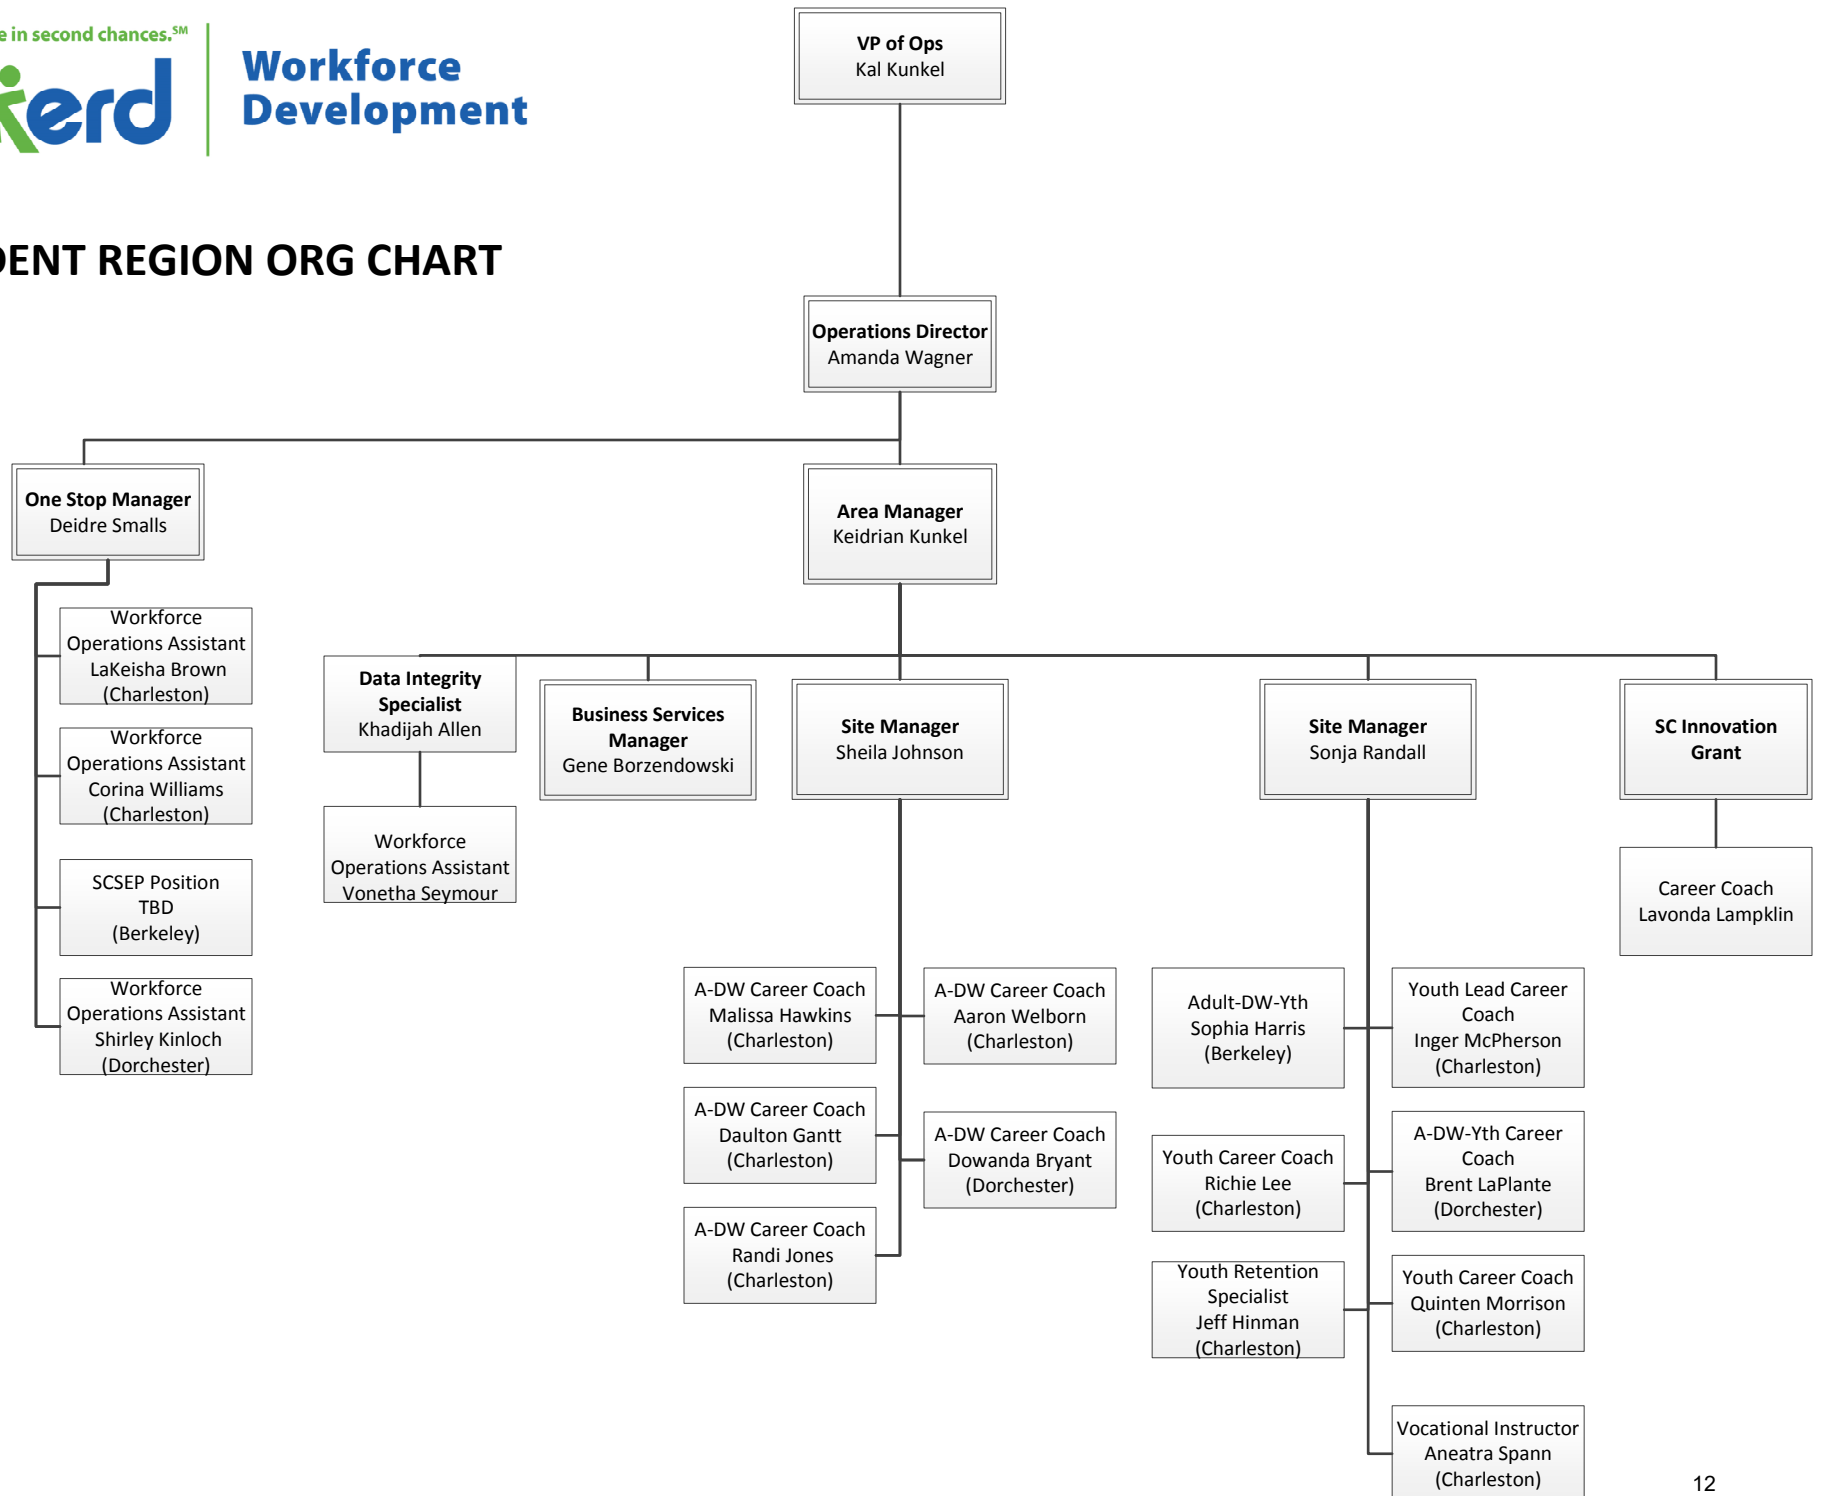 in second chances.SM
Workforce
Development
REGION ORG CHART
VP of Ops
Kal Kunkel
Operations Director
Amanda Wagner
One Stop Manager
Deidre Smalls
Area Manager
Keidrian Kunkel
Workforce
Operations Assistant
LaKeisha Brown
(Charleston)
Workforce
Operations Assistant
Corina Williams
(Charleston)
SCSEP Position
TBD
(Berkeley)
Workforce
Operations Assistant
Shirley Kinloch
(Dorchester)
Data Integrity
Specialist
Khadijah Allen
Workforce
Operations Assistant
Vonetha Seymour
Business Services
Manager
Gene Borzendowski
Site Manager
Sheila Johnson
A-DW Career Coach
Malissa Hawkins
(Charleston)
A-DW Career Coach
Aaron Welborn
(Charleston)
A-DW Career Coach
Daulton Gantt
(Charleston)
A-DW Career Coach
Dowanda Bryant
(Dorchester)
A-DW Career Coach
Randi Jones
(Charleston)
Site Manager
Sonja Randall
Adult-DW-Yth
Sophia Harris
(Berkeley)
Youth Lead Career
Coach
Inger McPherson
(Charleston)
Youth Career Coach
Richie Lee
(Charleston)
A-DW-Yth Career
Coach
Brent LaPlante
(Dorchester)
Youth Retention
Specialist
Jeff Hinman
(Charleston)
Youth Career Coach
Quinten Morrison
(Charleston)
Vocational Instructor
Aneatra Spann
(Charleston)
SC Innovation
Grant
Career Coach
Lavonda Lampklin
12